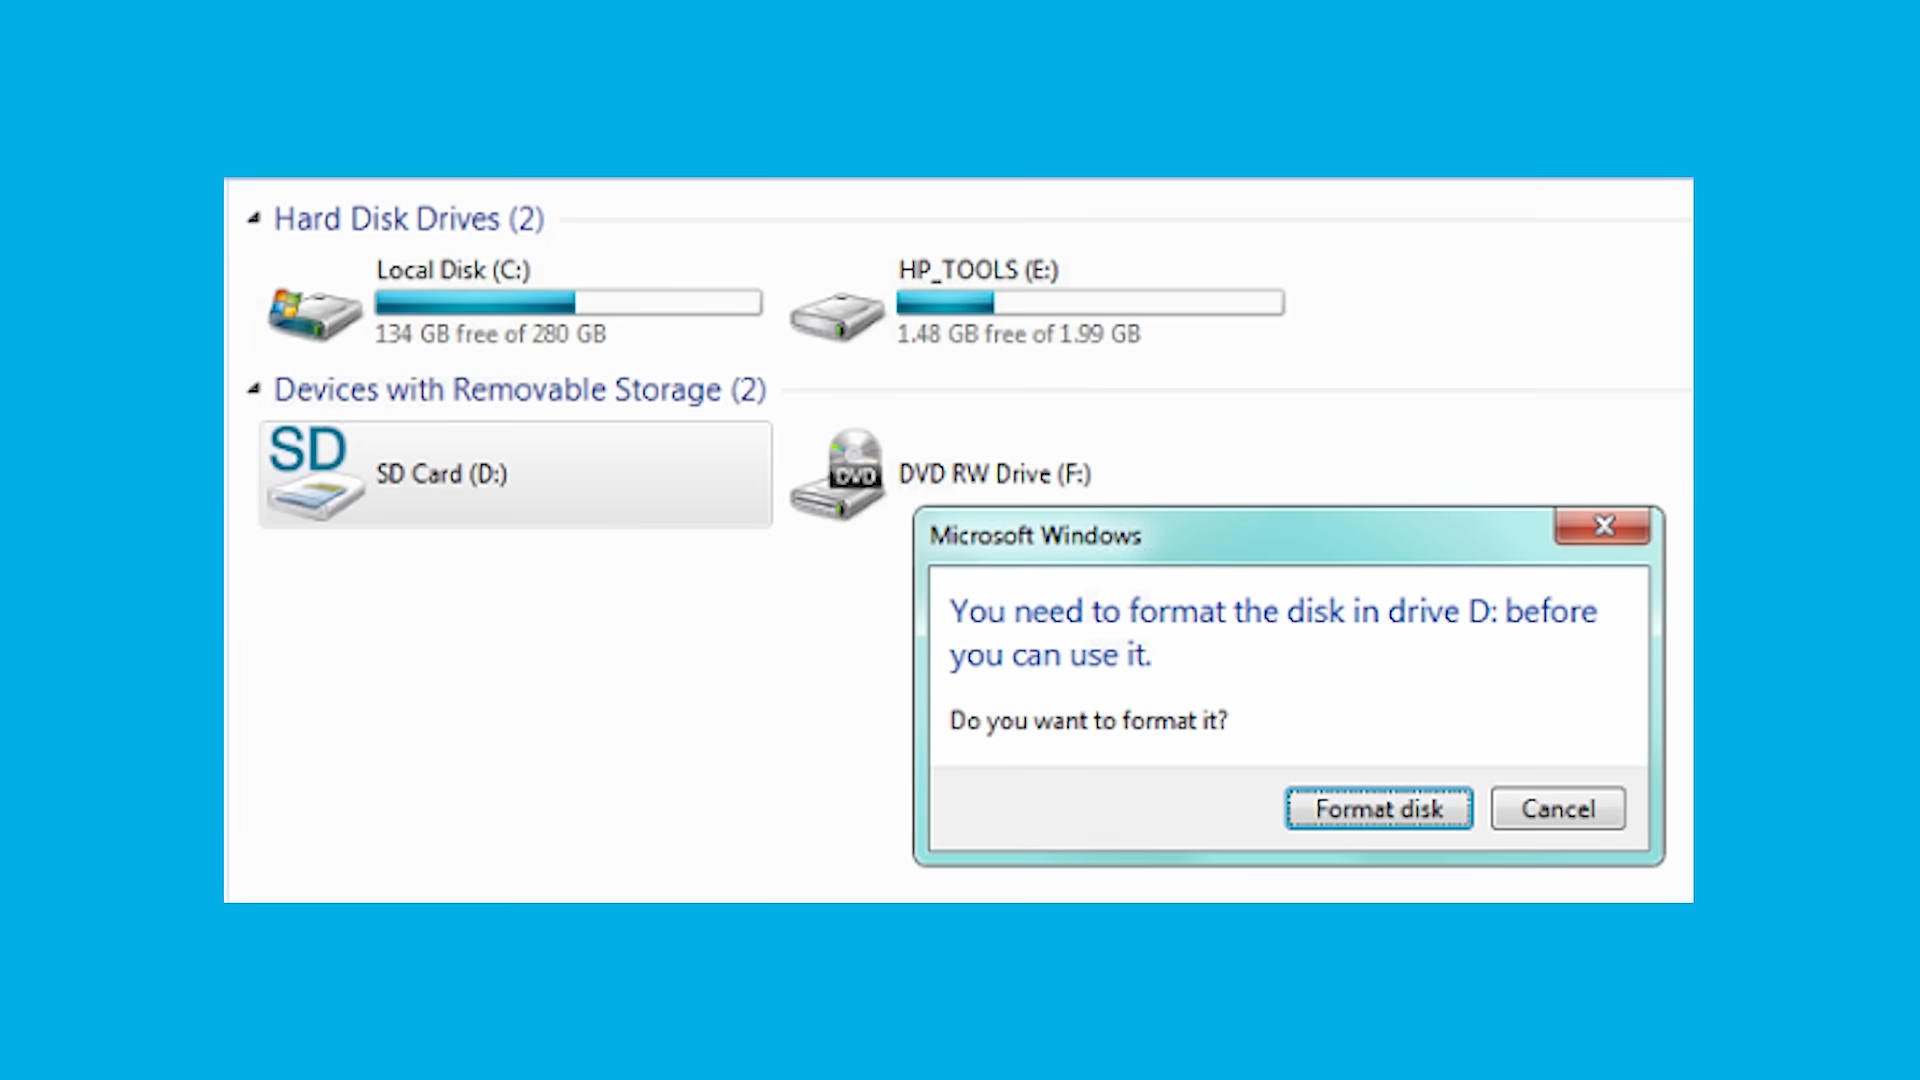 Hard Disk Drives (2)
Local Disk (C:)
134 GB free of 280 GB
HP_TOOLS (E:)
1.48 GB free of 1.99 GB
Devices with Removable Storage (2)
SD
SD Card (D:)
DVD
DVD RW Drive (F:)
Microsoft Windows
You need to format the disk in drive D: before
you can use it.
Do you want to format it?
Format disk
Cancel